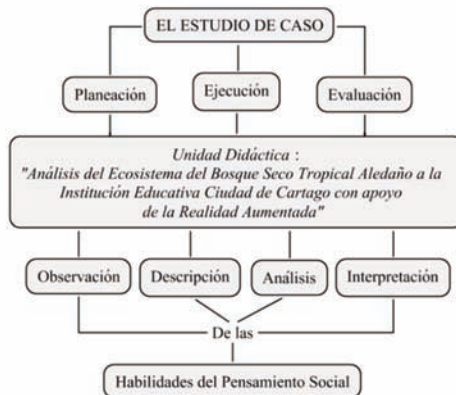 EL ESTUDIO DE CASO
Planeación
Ejecución
Evaluación
Unidad Didáctica :
"Análisis del Ecosistema del Bosque Seco Tropical Aledaño a la
Institución Educativa Ciudad de Cartago con apoyo
de la Realidad Aumentada"
Observación
Descripción
Análisis
Interpretación
De las
Habilidades del Pensamiento Social